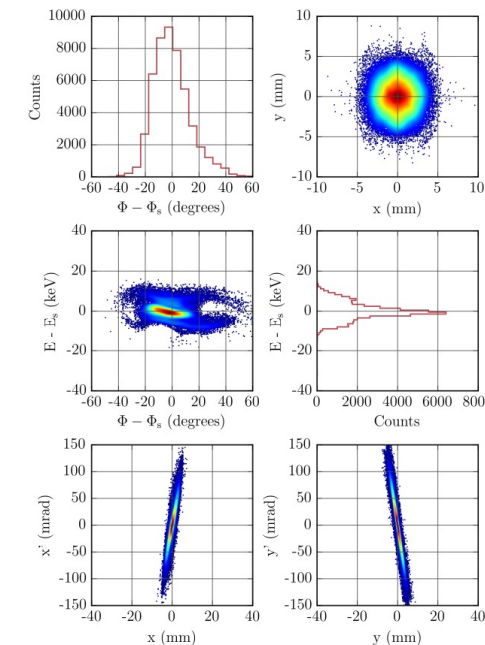 10000
8000
6000
4000
2000
0
Counts
-60 -40 -20 0 20 40 60
Φ − Φs (degrees)
10
5
0
-5
-10
y (mm)
-10 -5 0 5 10
x (mm)
40
20
0
-20
-40
E - Es (keV)
-60 -40 -20 0 20 40 60
Φ − Φs (degrees)
40
20
0
-20
-40
E - Es (keV)
0 2000 4000 6000 8000
Counts
150
100
50
0
-50
-100
-150
x' (mrad)
-40 -20 0 20 40
x (mm)
150
100
50
0
-50
-100
-150
y' (mrad)
-40 -20 0 20 40
y (mm)